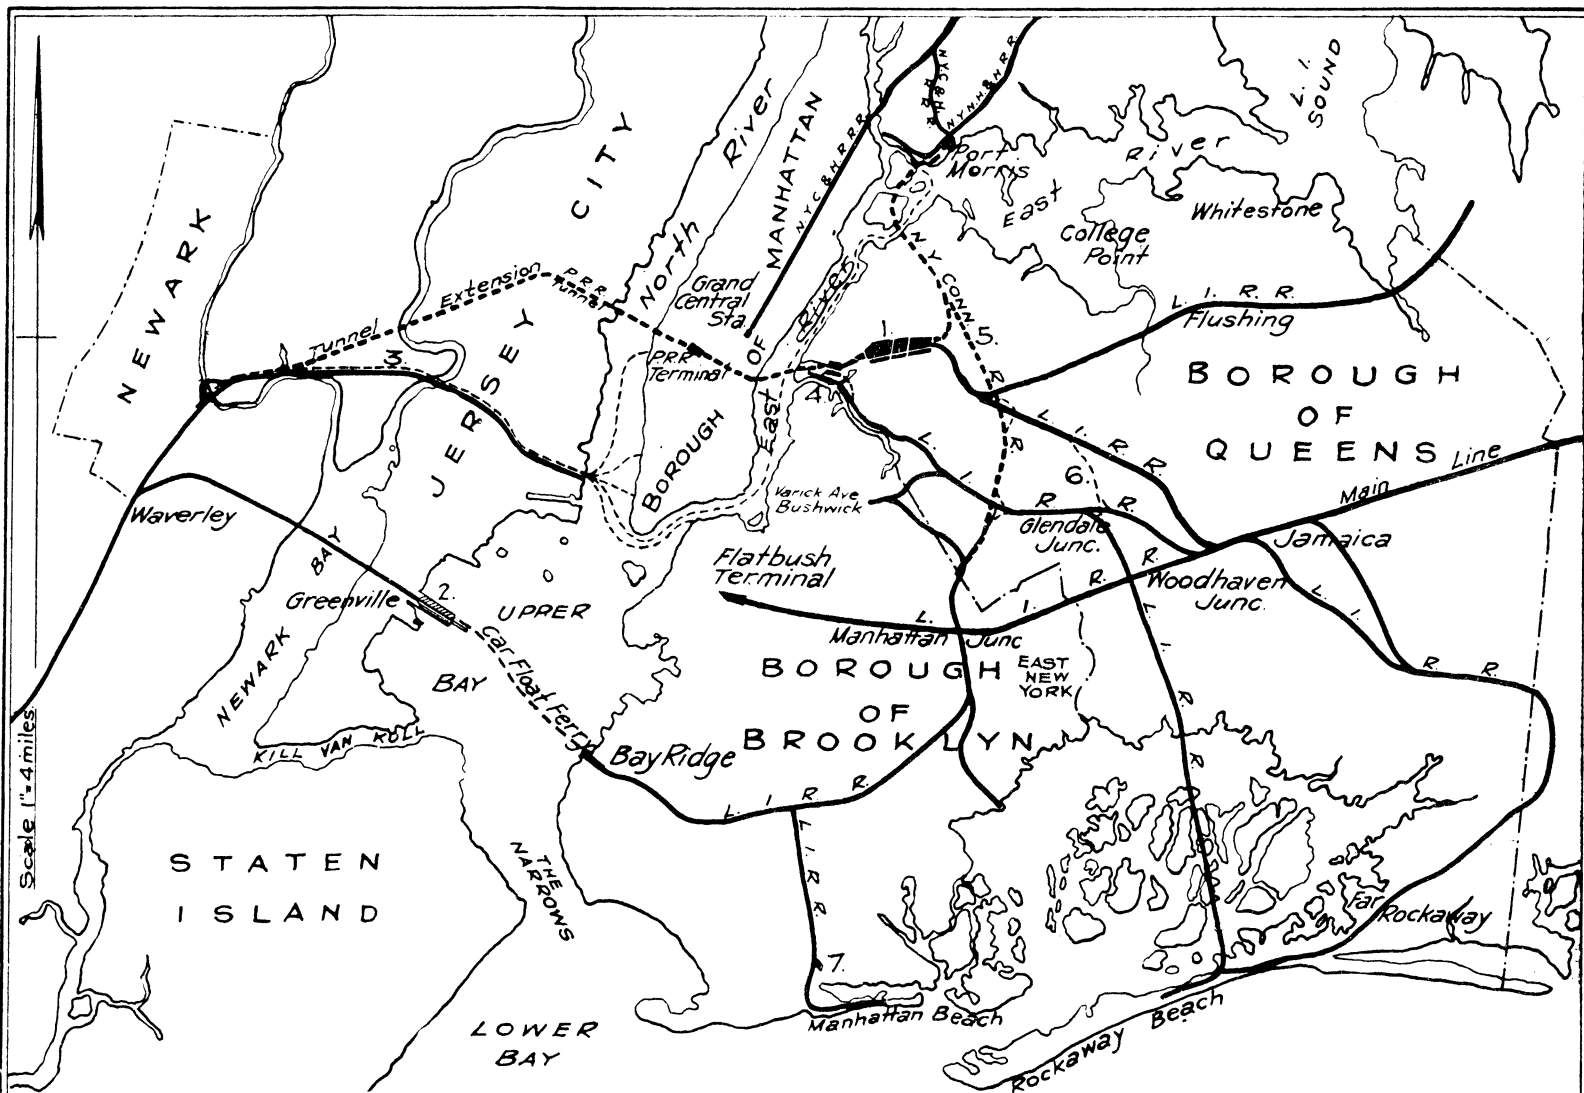 L. I.
SOUND
N.Y.C. & H.R.R.R.
N.Y.N.H. & H.R.R.
River
MANHATTAN
N.Y.C. & H.R.R.R.
Port
Morris
River
East
Whitestone
College
Point
CITY
NEWARK
North
Grand
Central
Sta.
OF
River
N Y CONN. R. R.
Extension
P.R.R.
Tunnel
Tunnel
L. I. R. R.
Flushing
1.
5.
3.
JERSEY
P.R.R.
Terminal
4.
East
BOROUGH
BOROUGH
OF
QUEENS
L. I. R. R.
L. I. R. R.
6.
Main Line
Varick Ave
Bushwick
Glendale
Junc.
Jamaica
Waverley
BAY
Flatbush
Terminal
L. I. R. R.
Woodhaven
Junc.
L. I. R. R.
2.
Greenville
UPPER
Manhattan Junc
Car Float Ferry
BAY
NEWARK
BOROUGH
OF
BROOKLYN
EAST
NEW
YORK
L. I. R. R.
KILL VAN KULL
Bay Ridge
L. I. R. R.
L. I. R. R.
Scale 1"=4 miles.
STATEN
ISLAND
THE
NARROWS
Far
Rockaway
7.
Manhattan Beach
LOWER
BAY
Rockaway Beach